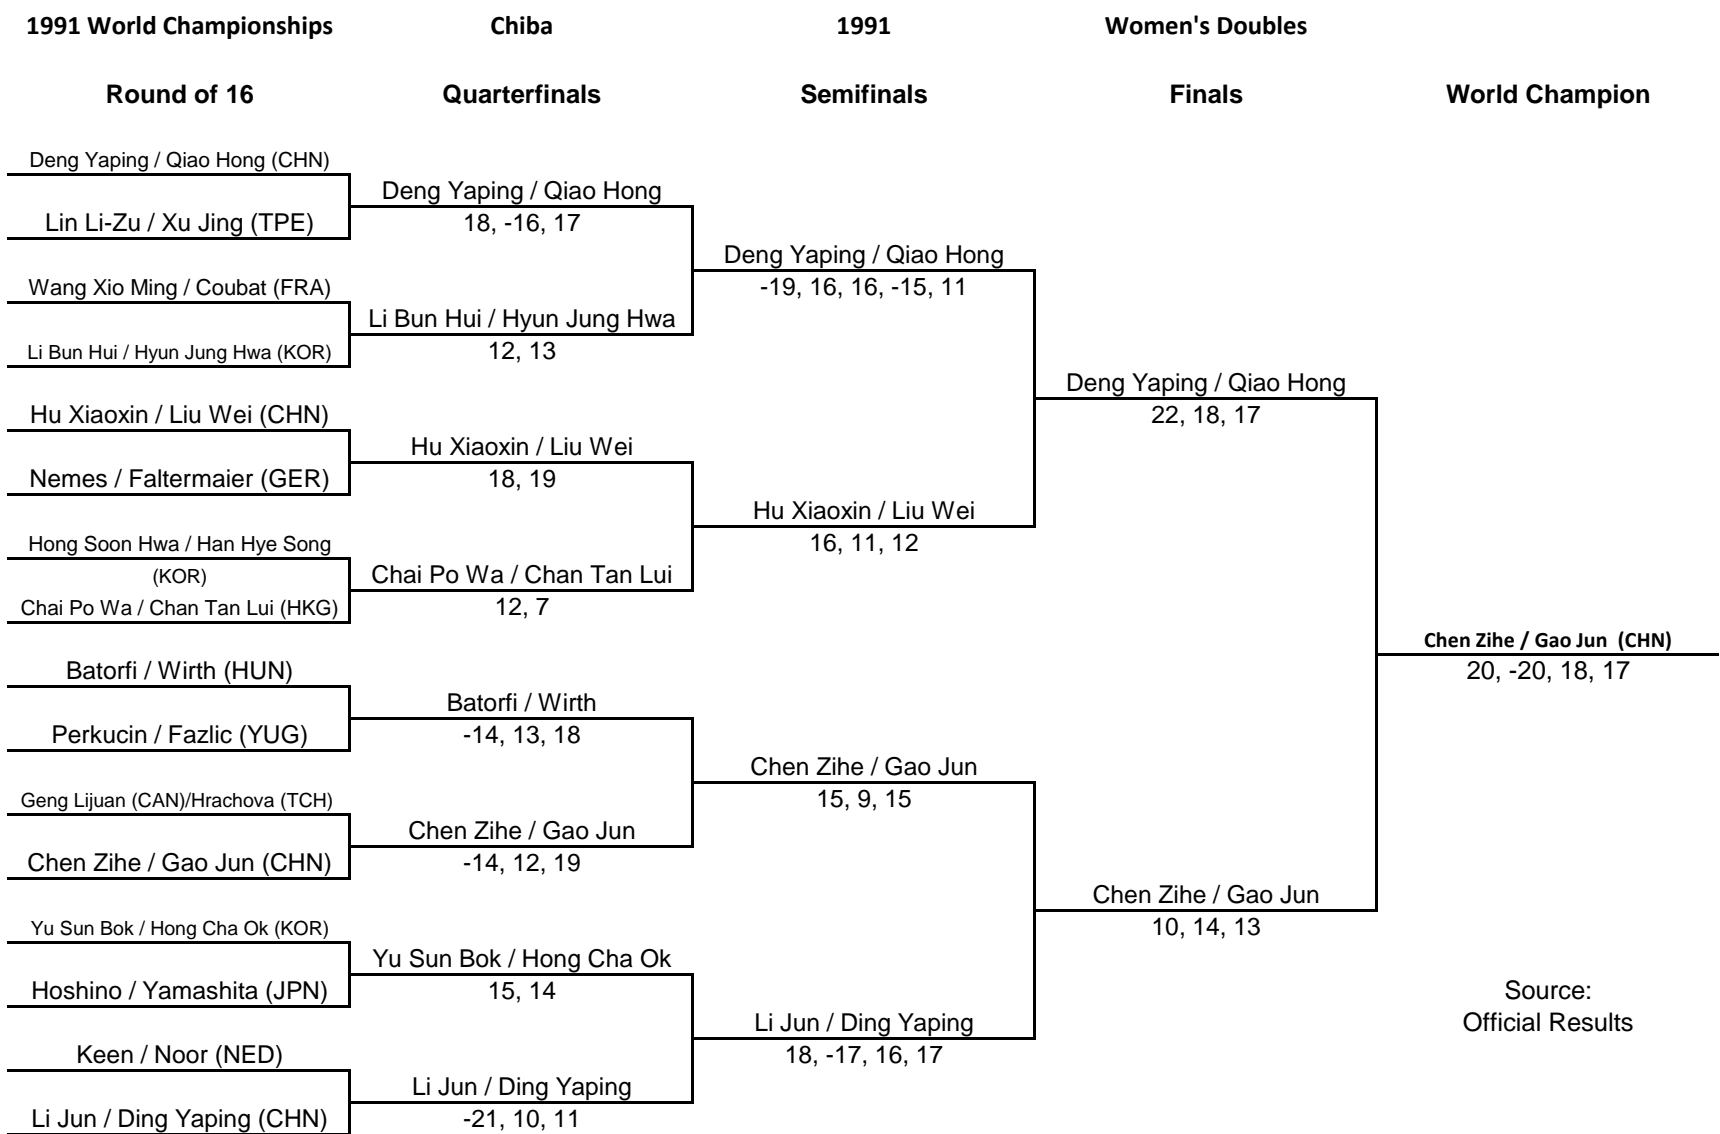 1991 World Championships
Chiba
1991
Women's Doubles
Round of 16
Quarterfinals
Semifinals
Finals
World Champion
Deng Yaping / Qiao Hong (CHN)
Lin Li-Zu / Xu Jing (TPE)
Wang Xio Ming / Coubat (FRA)
Li Bun Hui / Hyun Jung Hwa (KOR)
Hu Xiaoxin / Liu Wei (CHN)
Nemes / Faltermaier (GER)
Hong Soon Hwa / Han Hye Song
(KOR)
Chai Po Wa / Chan Tan Lui (HKG)
Batorfi / Wirth (HUN)
Perkucin / Fazlic (YUG)
Geng Lijuan (CAN)/Hrachova (TCH)
Chen Zihe / Gao Jun (CHN)
Yu Sun Bok / Hong Cha Ok (KOR)
Hoshino / Yamashita (JPN)
Keen / Noor (NED)
Li Jun / Ding Yaping (CHN)
Deng Yaping / Qiao Hong
18, -16, 17
Li Bun Hui / Hyun Jung Hwa
12, 13
Hu Xiaoxin / Liu Wei
18, 19
Chai Po Wa / Chan Tan Lui
12, 7
Batorfi / Wirth
-14, 13, 18
Chen Zihe / Gao Jun
-14, 12, 19
Yu Sun Bok / Hong Cha Ok
15, 14
Li Jun / Ding Yaping
-21, 10, 11
Deng Yaping / Qiao Hong
-19, 16, 16, -15, 11
Hu Xiaoxin / Liu Wei
16, 11, 12
Chen Zihe / Gao Jun
15, 9, 15
Li Jun / Ding Yaping
18, -17, 16, 17
Deng Yaping / Qiao Hong
22, 18, 17
Chen Zihe / Gao Jun
10, 14, 13
Chen Zihe / Gao Jun (CHN)
20, -20, 18, 17
Source:
Official Results